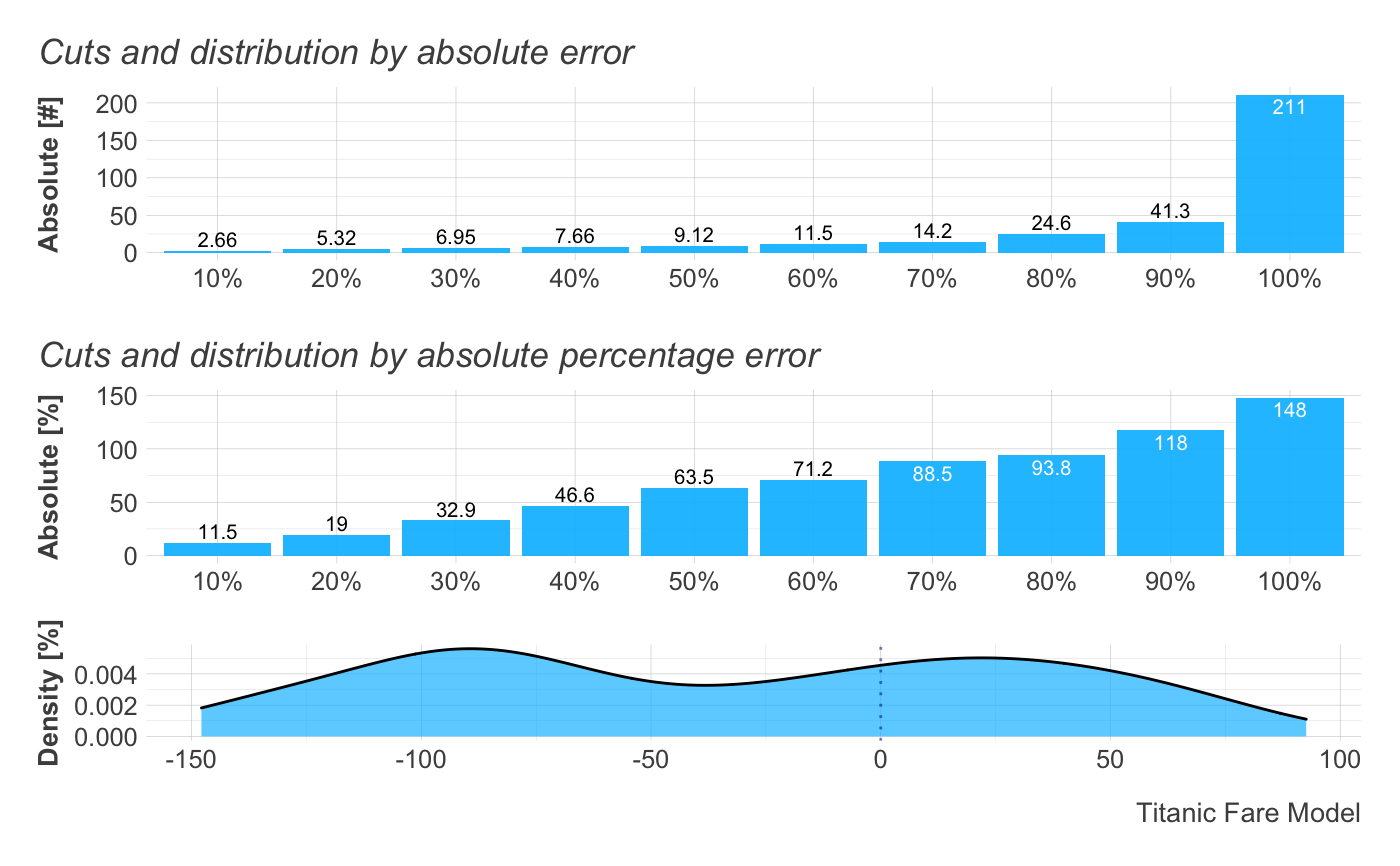 Cuts and distribution by absolute error
Absolute [#]
200
150
100
50
0
2.66 5.32 6.95 7.66 9.12 11.5 14.2 24.6 41.3 211
10% 20% 30% 40% 50% 60% 70% 80% 90% 100%
Cuts and distribution by absolute percentage error
Absolute [%]
150
100
50
0
11.5 19 32.9 46.6 63.5 71.2 88.5 93.8 118 148
10% 20% 30% 40% 50% 60% 70% 80% 90% 100%
Density [%]
0.004
0.002
0.000
-150 -100 -50 0 50 100
Titanic Fare Model